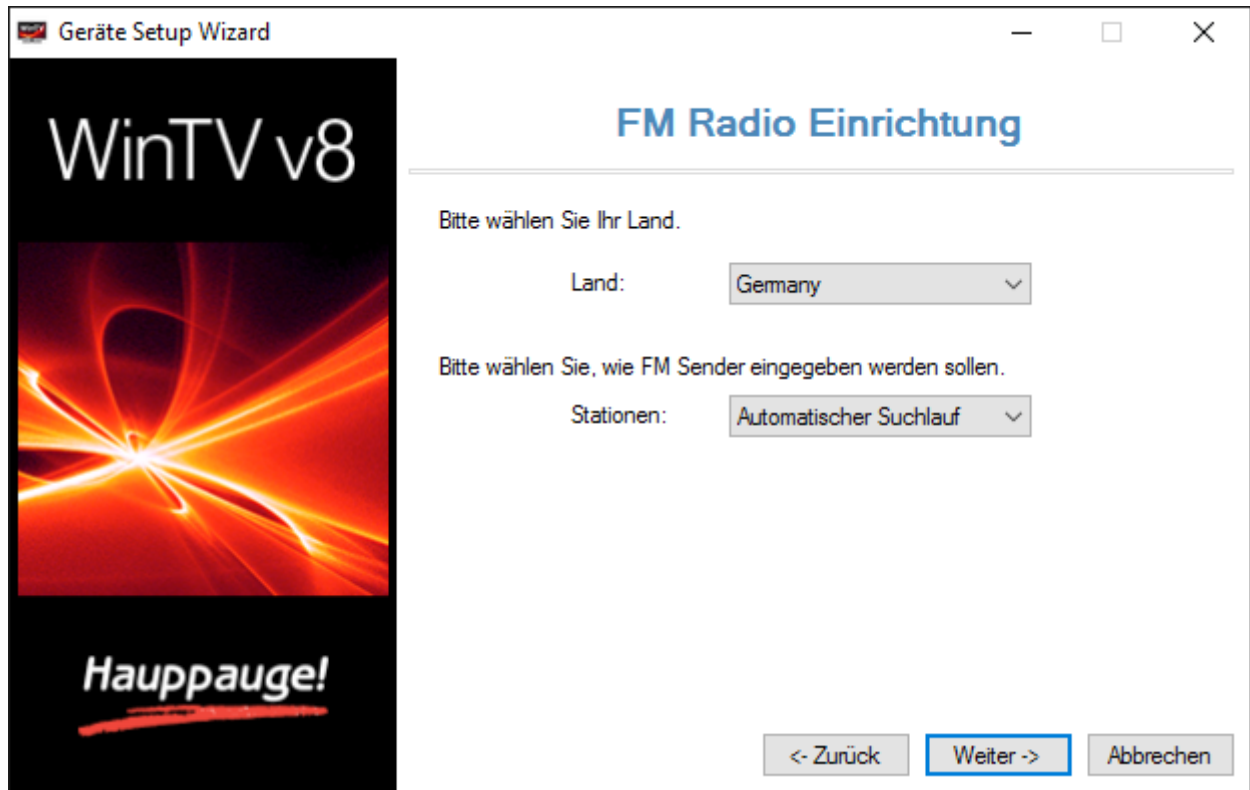 Geräte Setup Wizard
WinTV v8
Hauppauge!
FM Radio Einrichtung
Bitte wählen Sie Ihr Land.
Land: Germany
Bitte wählen Sie, wie FM Sender eingegeben werden sollen.
Stationen: Automatischer Suchlauf
<- Zurück Weiter -> Abbrechen